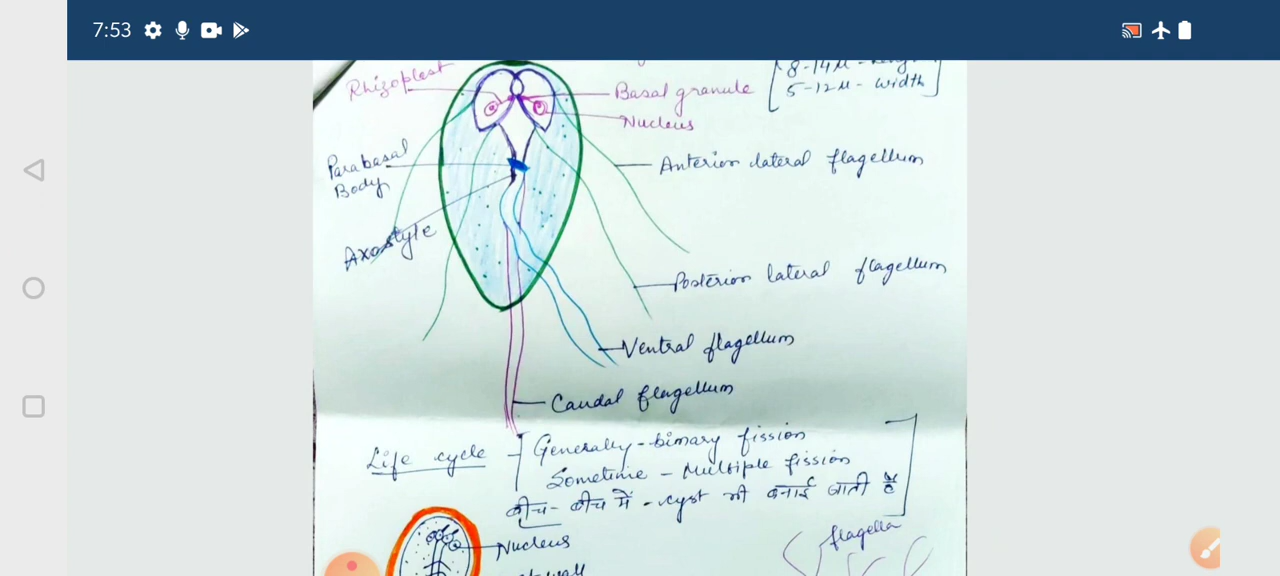 7:53
8-14μ -
Rhizoplast
Basal granule
5-12μ - width
Nucleus
Parabasal
Body
Anterior lateral flagellum
Axostyle
Posterior lateral flagellum
Ventral flagellum
Caudal flagellum
Life cycle
Generally - binary fission
Sometime - Multiple fission
बीच - बीच में - cyst भी बनाई जाती है
flagella
Nucleus